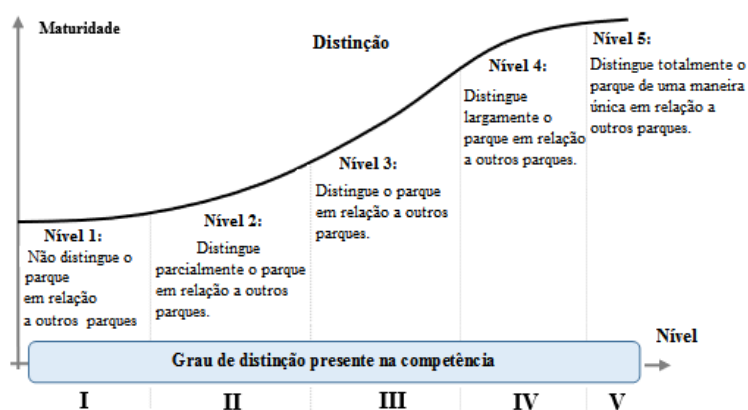 Maturidade
Distinção
Nível 1:
Não distingue o
parque
em relação
a outros parques
Nível 2:
Distingue
parcialmente o parque
em relação a outros
parques.
Nível 3:
Distingue o parque
em relação a outros
parques.
Nível 4:
Distingue
largamente o
parque em relação
a outros parques.
Nível 5:
Distingue totalmente o
parque de uma maneira
única em relação a
outros parques.
Nível
Grau de distinção presente na competência
I II III IV V